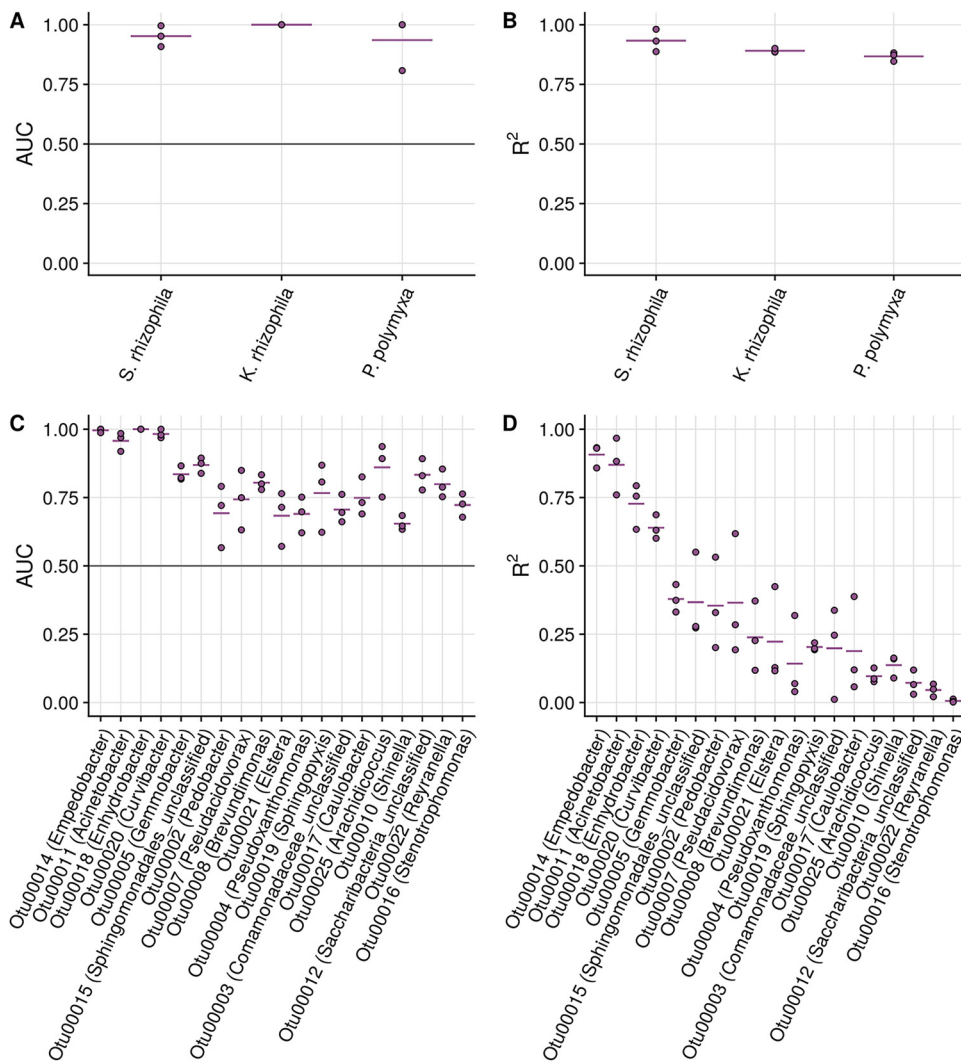 A
AUC
1.00
0.75
0.50
0.25
0.00
S. rhizophila
K. rhizophila
P. polymyxa
B
R²
1.00
0.75
0.50
0.25
0.00
S. rhizophila
K. rhizophila
P. polymyxa
C
AUC
1.00
0.75
0.50
0.25
0.00
Otu00014 (Empedobacter)
Otu00011 (Acinetobacter)
Otu00018 (Enhydrobacter)
Otu00020 (Curvibacter)
Otu00005 (Gemmobacter)
Otu00015 (Sphingomonadales_unclassified)
Otu00002 (Pedobacter)
Otu00007 (Pseudacidovorax)
Otu00008 (Brevundimonas)
Otu00021 (Elstera)
Otu00004 (Pseudoxanthomonas)
Otu00019 (Sphingopyxis)
Otu00003 (Comamonadaceae_unclassified)
Otu00017 (Caulobacter)
Otu00025 (Arachidicoccus)
Otu00010 (Shinella)
Otu00012 (Saccharibacteria_unclassified)
Otu00022 (Reyranella)
Otu00016 (Stenotrophomonas)
D
R²
1.00
0.75
0.50
0.25
0.00
Otu00014 (Empedobacter)
Otu00011 (Acinetobacter)
Otu00018 (Enhydrobacter)
Otu00020 (Curvibacter)
Otu00005 (Gemmobacter)
Otu00015 (Sphingomonadales_unclassified)
Otu00002 (Pedobacter)
Otu00007 (Pseudacidovorax)
Otu00008 (Brevundimonas)
Otu00021 (Elstera)
Otu00004 (Pseudoxanthomonas)
Otu00019 (Sphingopyxis)
Otu00003 (Comamonadaceae_unclassified)
Otu00017 (Caulobacter)
Otu00025 (Arachidicoccus)
Otu00010 (Shinella)
Otu00012 (Saccharibacteria_unclassified)
Otu00022 (Reyranella)
Otu00016 (Stenotrophomonas)